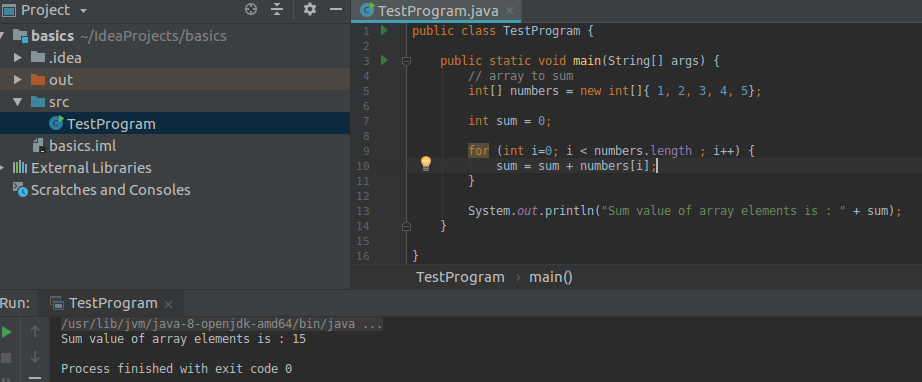 Project
basics ~/IdeaProjects/basics
.idea
out
src
TestProgram
basics.iml
External Libraries
Scratches and Consoles
TestProgram.java
1 public class TestProgram {
2
3 public static void main(String[] args) {
4 // array to sum
5 int[] numbers = new int[]{ 1, 2, 3, 4, 5};
6
7 int sum = 0;
8
9 for (int i=0; i < numbers.length ; i++) {
10 sum = sum + numbers[i];
11 }
12
13 System.out.println("Sum value of array elements is : " + sum);
14 }
15
16 }
TestProgram › main()
Run: TestProgram
/usr/lib/jvm/java-8-openjdk-amd64/bin/java ...
Sum value of array elements is : 15
Process finished with exit code 0